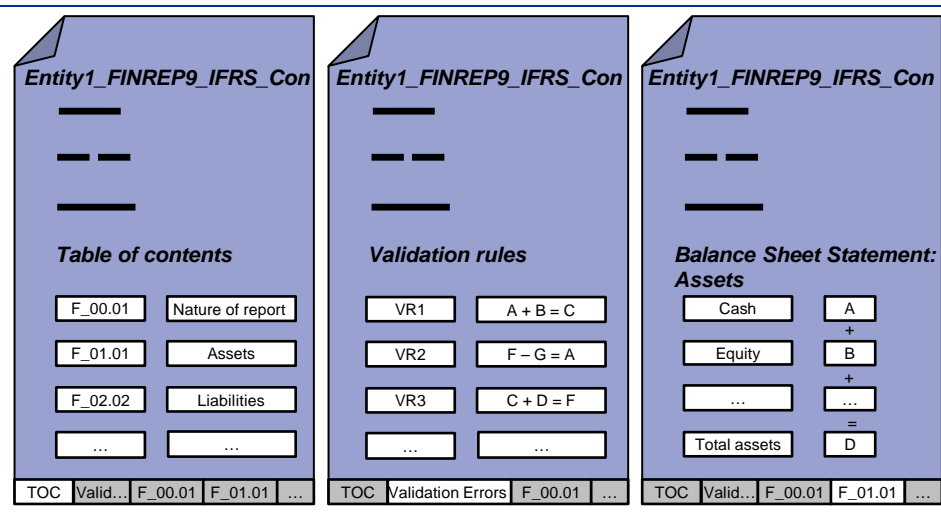 Entity1_FINREP9_IFRS_Con
Table of contents
F_00.01 Nature of report
F_01.01 Assets
F_02.02 Liabilities
… …
TOC Valid… F_00.01 F_01.01 …
Entity1_FINREP9_IFRS_Con
Validation rules
VR1 A + B = C
VR2 F – G = A
VR3 C + D = F
… …
TOC Validation Errors F_00.01 …
Entity1_FINREP9_IFRS_Con
Balance Sheet Statement:
Assets
Cash A
+
Equity B
+
… …
=
Total assets D
TOC Valid… F_00.01 F_01.01 …